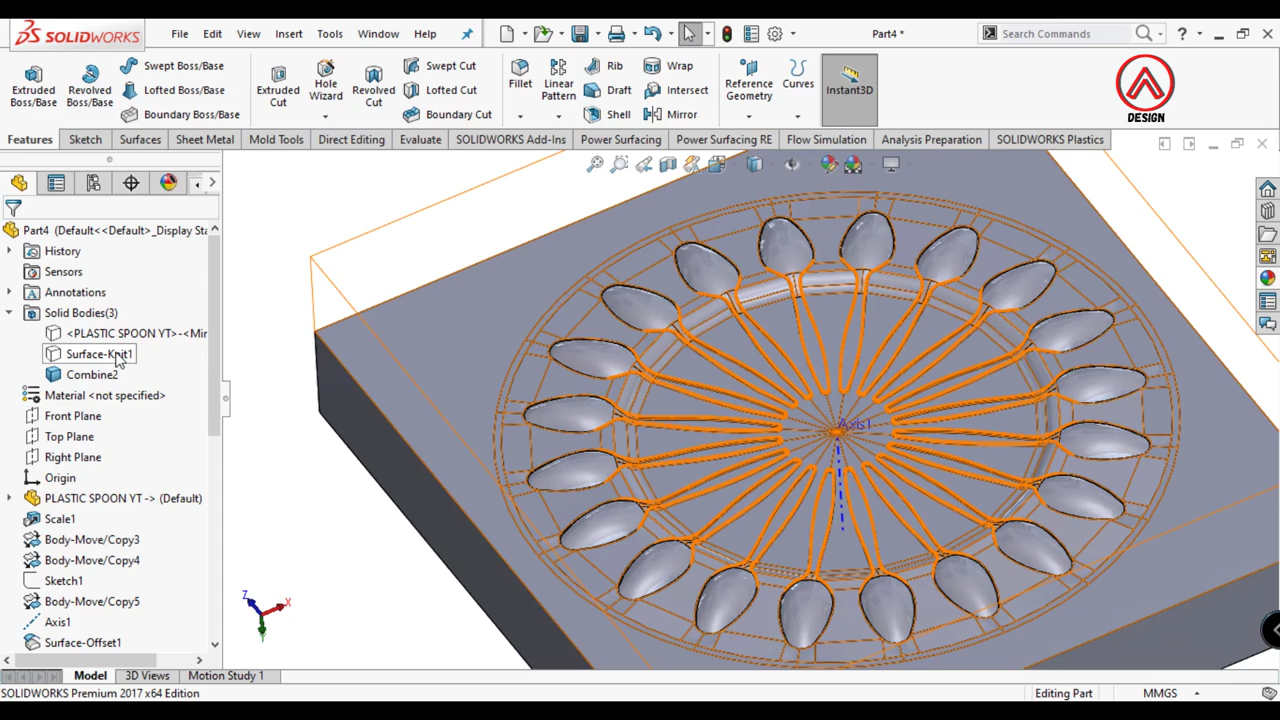 SOLIDWORKS File Edit View Insert Tools Window Help Part4 * Search Commands ?
Extruded Boss/Base
Revolved Boss/Base
Swept Boss/Base
Lofted Boss/Base
Boundary Boss/Base
Extruded Cut
Hole Wizard
Revolved Cut
Swept Cut
Lofted Cut
Boundary Cut
Fillet
Linear Pattern
Rib
Draft
Shell
Wrap
Intersect
Mirror
Reference Geometry
Curves
Instant3D
DESIGN
Features Sketch Surfaces Sheet Metal Mold Tools Direct Editing Evaluate SOLIDWORKS Add-Ins Power Surfacing Power Surfacing RE Flow Simulation Analysis Preparation SOLIDWORKS Plastics
Part4 (Default<<Default>_Display Sta
History
Sensors
Annotations
Solid Bodies(3)
<PLASTIC SPOON YT>-<Mir
Surface-Knit1
Combine2
Material <not specified>
Front Plane
Top Plane
Right Plane
Origin
PLASTIC SPOON YT -> (Default)
Scale1
Body-Move/Copy3
Body-Move/Copy4
Sketch1
Body-Move/Copy5
Axis1
Surface-Offset1
Axis1
Z X
Y
Model 3D Views Motion Study 1
SOLIDWORKS Premium 2017 x64 Edition Editing Part MMGS